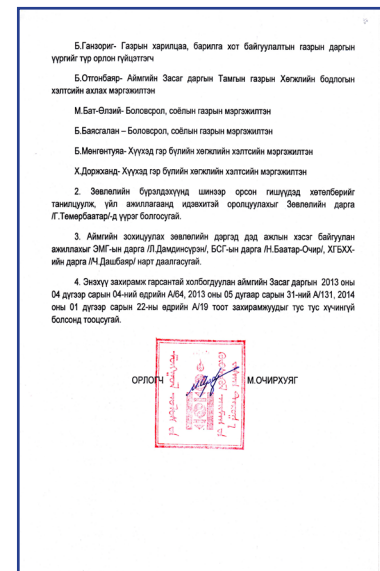 Б.Ганзориг- Газрын харилцаа, барилга хот байгуулалтын газрын даргын
үүргийг түр орлон гүйцэтгэгч
Б.Отгонбаяр- Аймгийн Засаг даргын Тамгын газрын Хөгжлийн бодлогын
хэлтсийн ахлах мэргэжилтэн
М.Бат-Өлзий- Боловсрол, соёлын газрын мэргэжилтэн
Б.Баясгалан – Боловсрол, соёлын газрын мэргэжилтэн
Б.Мөнгөнтуяа- Хүүхэд гэр бүлийн хөгжлийн хэлтсийн мэргэжилтэн
Х.Доржханд- Хүүхэд гэр бүлийн хөгжлийн хэлтсийн мэргэжилтэн
2. Зөвлөлийн бүрэлдэхүүнд шинээр орсон гишүүдэд хөтөлбөрийг
танилцуулж, үйл ажиллагаанд идэвхитэй оролцуулахыг Зөвлөлийн дарга
/Г.Төмөрбаатар/-д үүрэг болгосугай.
3. Аймгийн зохицуулах зөвлөлийн дэргэд дэд ажлын хэсэг байгуулан
ажиллахыг ЭМГ-ын дарга /Л.Дамдинсүрэн/, БСГ-ын дарга /Н.Баатар-Очир/, ХГБХХ-
ийн дарга /Ч.Дашбаяр/ нарт даалгасугай.
4. Энэхүү захирамж гарсантай холбогдуулан аймгийн Засаг даргын 2013 оны
04 дүгээр сарын 04-ний өдрийн А/64, 2013 оны 05 дугаар сарын 31-ний А/131, 2014
оны 01 дүгээр сарын 22-ны өдрийн А/19 тоот захирамжуудыг тус тус хүчингүй
болсонд тооцсугай.
ОРЛОГЧ М.ОЧИРХУЯГ